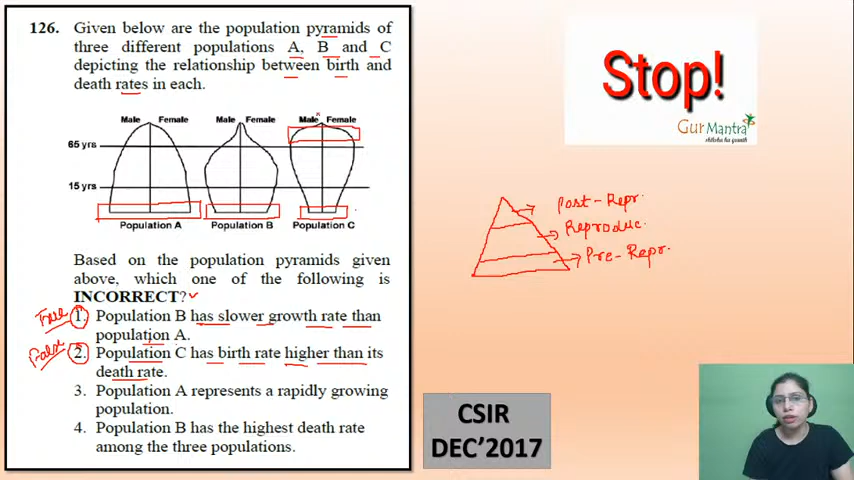 126. Given below are the population pyramids of
three different populations A, B and C
depicting the relationship between birth and
death rates in each.
Male Female Male Female Male Female
65 yrs
15 yrs
Population A Population B Population C
Based on the population pyramids given
above, which one of the following is
INCORRECT?
True 1. Population B has slower growth rate than
population A.
False 2. Population C has birth rate higher than its
death rate.
3. Population A represents a rapidly growing
population.
4. Population B has the highest death rate
among the three populations.
Stop!
Gur Mantra
shiksha ka growth
Post-Repr.
Reproduc.
Pre-Repr.
CSIR
DEC'2017